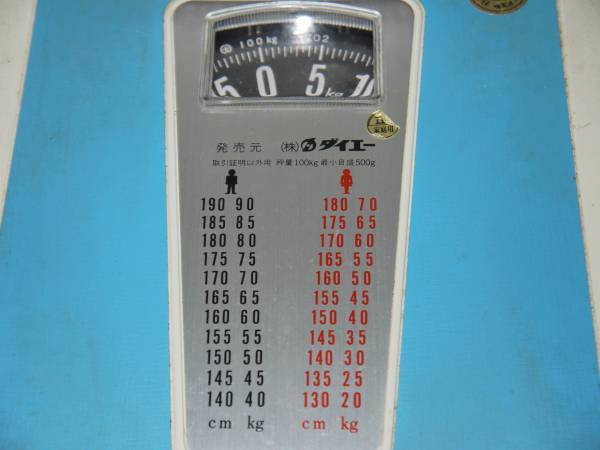 100kg
5 0 5kg 10
家庭用
発売元 (株)ダイエー
取引証明以外用 秤量100kg 最小目盛500g
190 90 180 70
185 85 175 65
180 80 170 60
175 75 165 55
170 70 160 50
165 65 155 45
160 60 150 40
155 55 145 35
150 50 140 30
145 45 135 25
140 40 130 20
cm kg cm kg